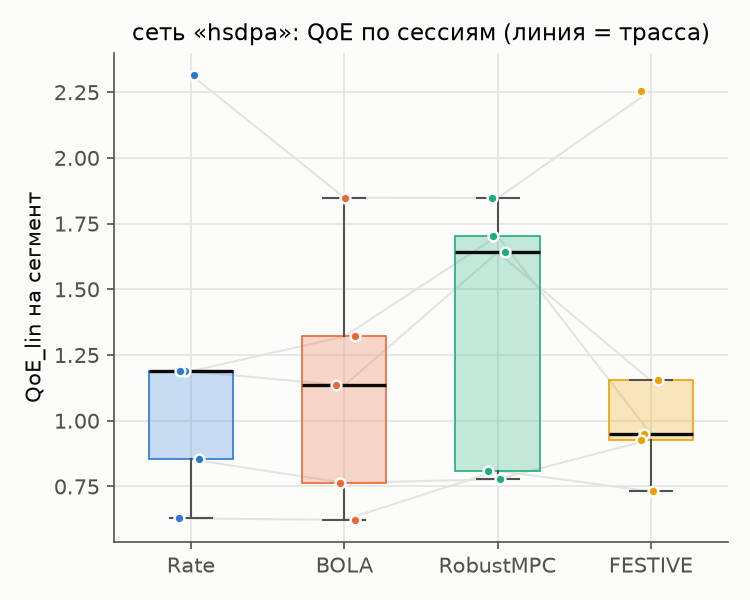 сеть «hsdpa»: QoE по сессиям (линия = трасса)
QoE_lin на сегмент
2.25
2.00
1.75
1.50
1.25
1.00
0.75
Rate BOLA RobustMPC FESTIVE